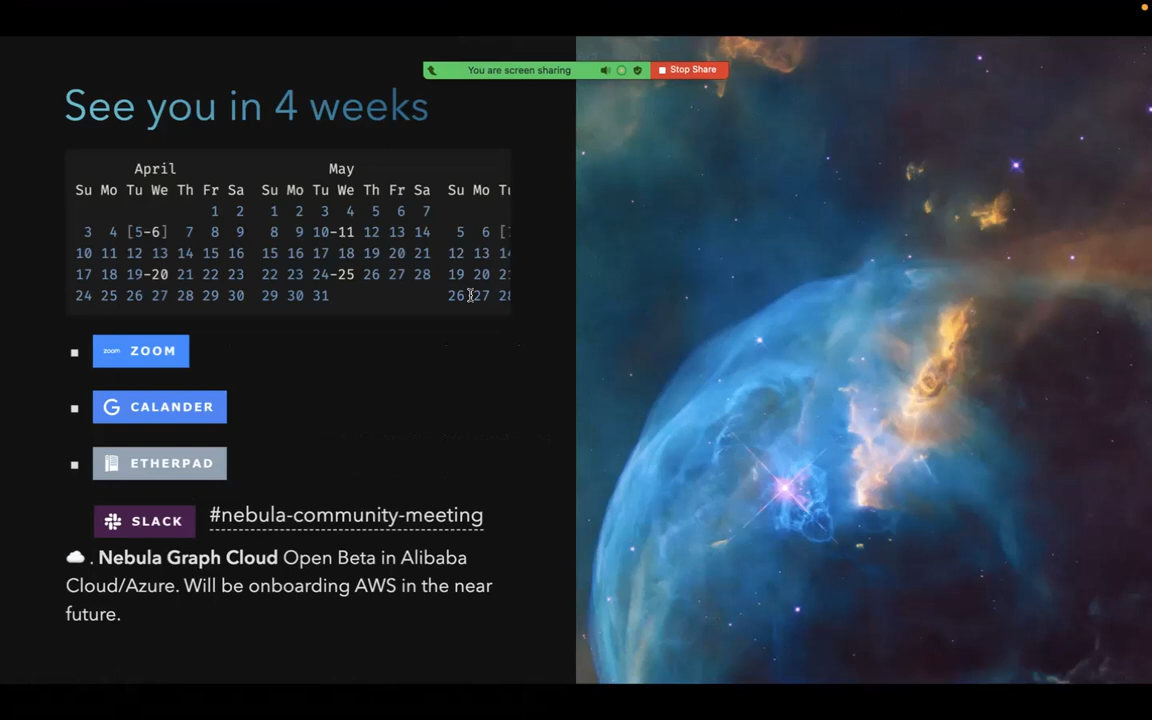 You are screen sharing
Stop Share
See you in 4 weeks
April May
Su Mo Tu We Th Fr Sa Su Mo Tu We Th Fr Sa Su Mo Tu
1 2 1 2 3 4 5 6 7
3 4 [5-6] 7 8 9 8 9 10-11 12 13 14 5 6
10 11 12 13 14 15 16 15 16 17 18 19 20 21 12 13
17 18 19-20 21 22 23 22 23 24-25 26 27 28 19 20
24 25 26 27 28 29 30 29 30 31 26 27
zoom ZOOM
G CALANDER
ETHERPAD
SLACK #nebula-community-meeting
. Nebula Graph Cloud Open Beta in Alibaba
Cloud/Azure. Will be onboarding AWS in the near
future.